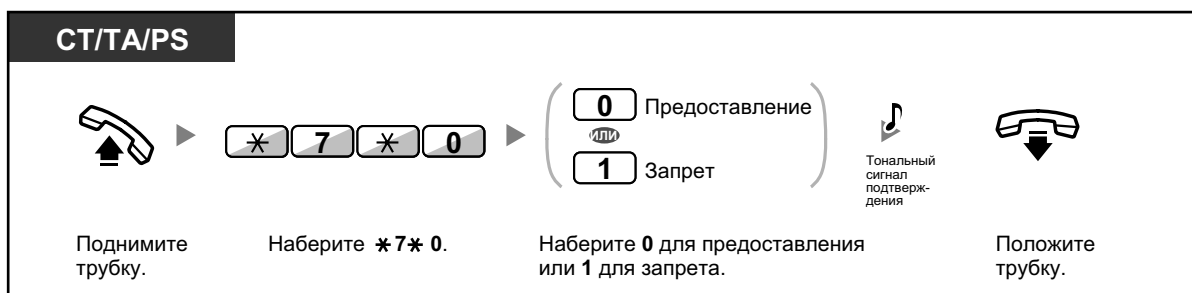 CT/TA/PS
0 Предоставление
или
1 Запрет
* 7 * 0
Тональный
сигнал
подтверж-
дения
Поднимите
трубку.
Наберите *7* 0.
Наберите 0 для предоставления
или 1 для запрета.
Положите
трубку.